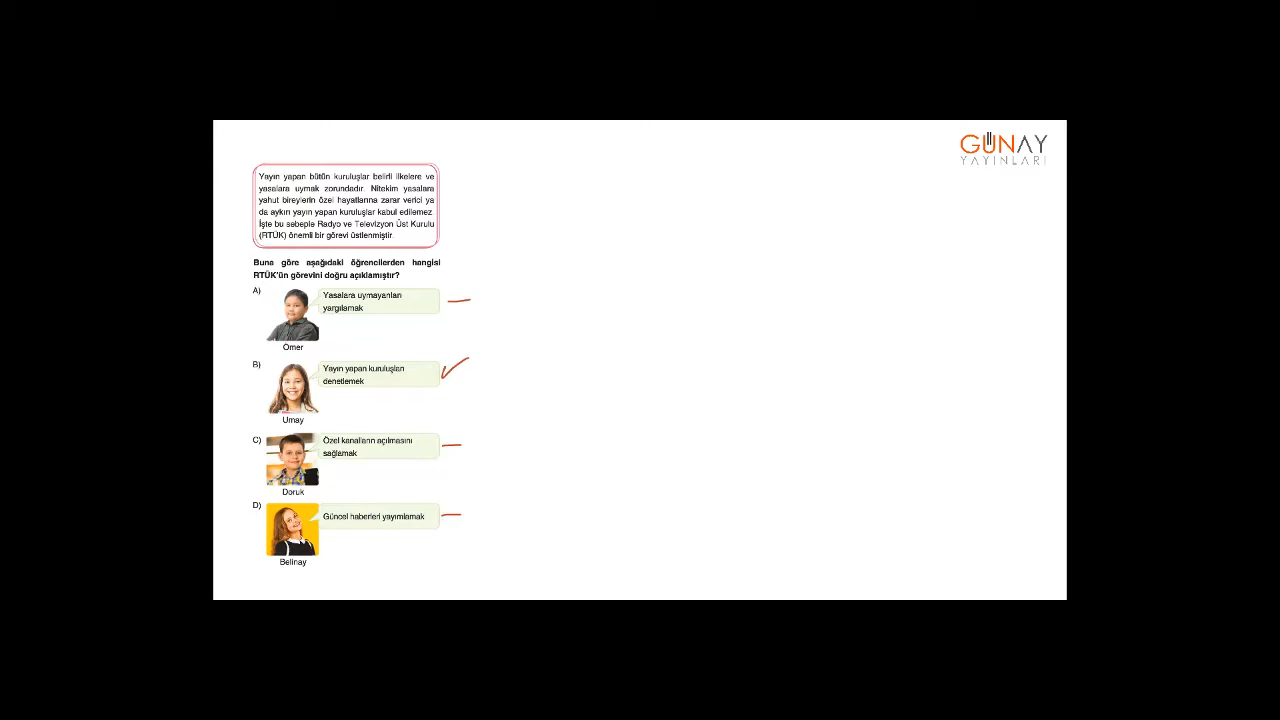 GÜNAY
YAYINLARI
Yayın yapan bütün kuruluşlar belirli ilkelere ve
yasalara uymak zorundadır. Nitekim yasalara
yahut bireylerin özel hayatlarına zarar verici ya
da aykırı yayın yapan kuruluşlar kabul edilemez.
İşte bu sebeple Radyo ve Televizyon Üst Kurulu
(RTÜK) önemli bir görevi üstlenmiştir.
Buna göre aşağıdaki öğrencilerden hangisi
RTÜK'ün görevini doğru açıklamıştır?
A)
Yasalara uymayanları
yargılamak
Ömer
B)
Yayın yapan kuruluşları
denetlemek
Umay
C)
Özel kanalların açılmasını
sağlamak
Doruk
D)
Güncel haberleri yayımlamak
Belinay